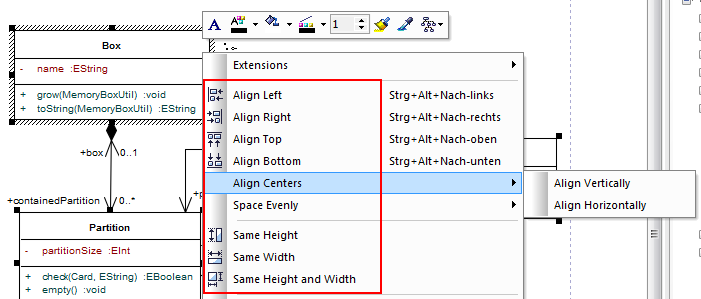 A A 1
Box
- name :EString
+ grow(MemoryBoxUtil) :void
+ toString(MemoryBoxUtil) :EString
+box 0..1
+containedPartition 0..*
Partition
- partitionSize :EInt
+ check(Card, EString) :EBoolean
+ empty() :void
Extensions
Align Left Strg+Alt+Nach-links
Align Right Strg+Alt+Nach-rechts
Align Top Strg+Alt+Nach-oben
Align Bottom Strg+Alt+Nach-unten
Align Centers
Space Evenly
Same Height
Same Width
Same Height and Width
Align Vertically
Align Horizontally